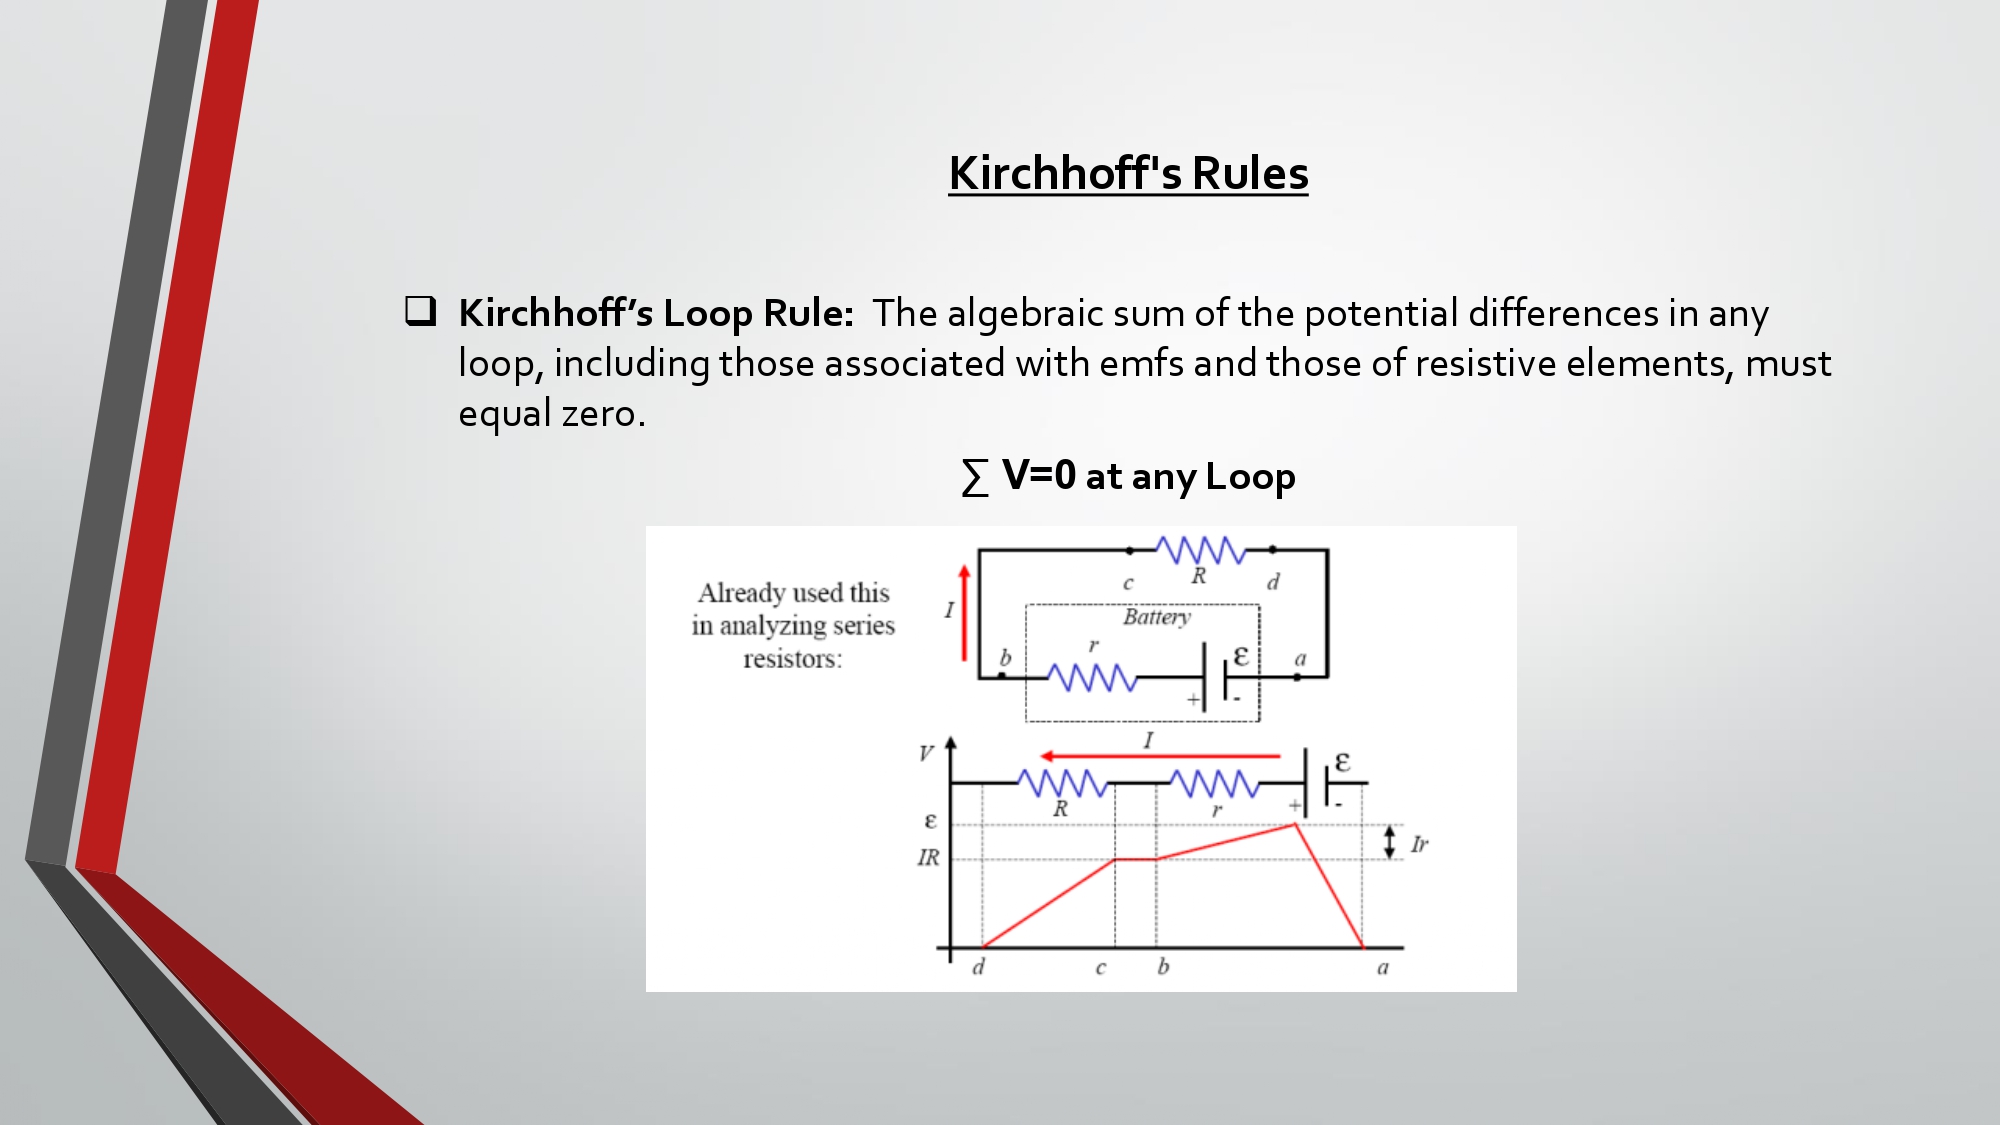 Kirchhoff's Rules
❑ Kirchhoff’s Loop Rule: The algebraic sum of the potential differences in any
loop, including those associated with emfs and those of resistive elements, must
equal zero.
∑ V=0 at any Loop
Already used this
in analyzing series
resistors:
c R d
I
Battery
b r ε a
+ -
I
V
ε
R r + -
ε
IR
Ir
d c b a